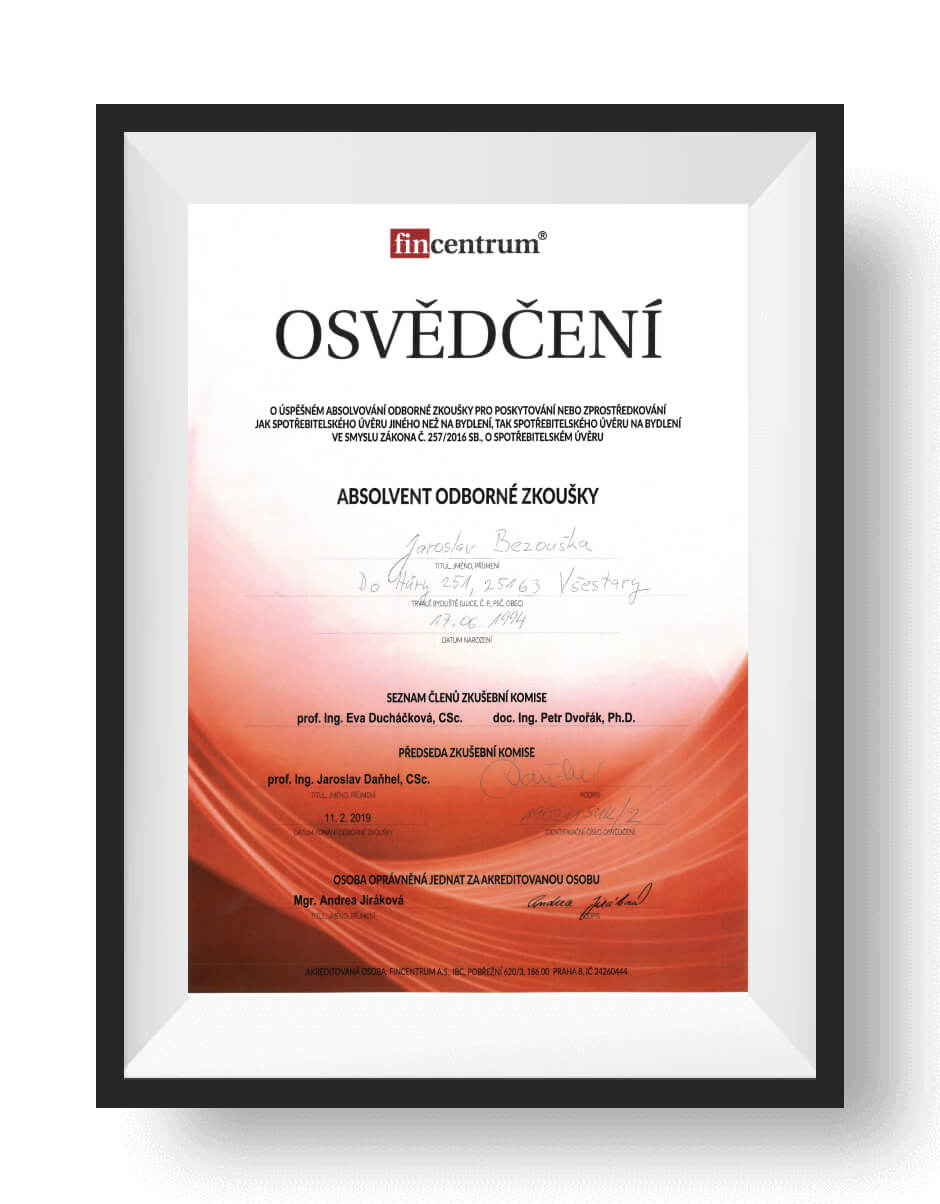 fincentrum®
OSVĚDČENÍ
O ÚSPĚŠNÉM ABSOLVOVÁNÍ ODBORNÉ ZKOUŠKY PRO POSKYTOVÁNÍ NEBO ZPROSTŘEDKOVÁNÍ
JAK SPOTŘEBITELSKÉHO ÚVĚRU JINÉHO NEŽ NA BYDLENÍ, TAK SPOTŘEBITELSKÉHO ÚVĚRU NA BYDLENÍ
VE SMYSLU ZÁKONA Č. 257/2016 SB., O SPOTŘEBITELSKÉM ÚVĚRU
ABSOLVENT ODBORNÉ ZKOUŠKY
Jaroslav Bezouška
TITUL, JMÉNO, PŘÍJMENÍ
Do Hůry 251, 25163 Všestary
TRVALÉ BYDLIŠTĚ (ULICE, Č. P., PSČ, OBEC)
17.06.1994
DATUM NAROZENÍ
SEZNAM ČLENŮ ZKUŠEBNÍ KOMISE
prof. Ing. Eva Ducháčková, CSc. doc. Ing. Petr Dvořák, Ph.D.
PŘEDSEDA ZKUŠEBNÍ KOMISE
prof. Ing. Jaroslav Daňhel, CSc.
TITUL, JMÉNO, PŘÍJMENÍ PODPIS
11. 2. 2019
DATUM KONÁNÍ ODBORNÉ ZKOUŠKY IDENTIFIKAČNÍ ČÍSLO OSVĚDČENÍ
OSOBA OPRÁVNĚNÁ JEDNAT ZA AKREDITOVANOU OSOBU
Mgr. Andrea Jiráková Andrea Jiráková
TITUL, JMÉNO, PŘÍJMENÍ PODPIS
AKREDITOVANÁ OSOBA: FINCENTRUM A.S., IBC, POBŘEŽNÍ 620/3, 186 00 PRAHA 8, IČ 24260444